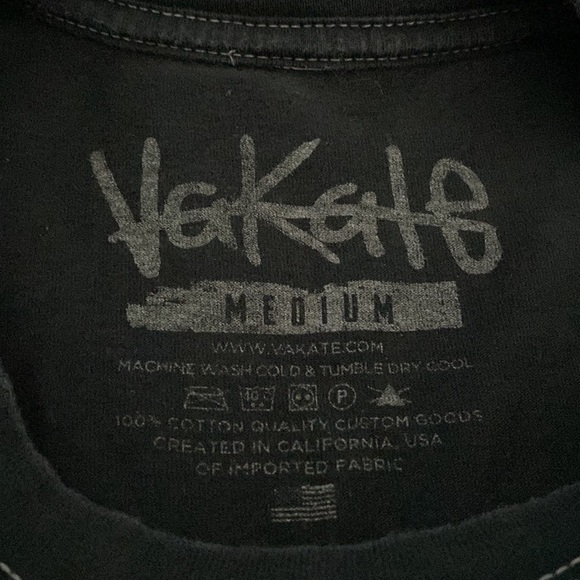 Vakate
MEDIUM
WWW.VAKATE.COM
MACHINE WASH COLD & TUMBLE DRY COOL
P
100% COTTON QUALITY CUSTOM GOODS
CREATED IN CALIFORNIA, USA
OF IMPORTED FABRIC